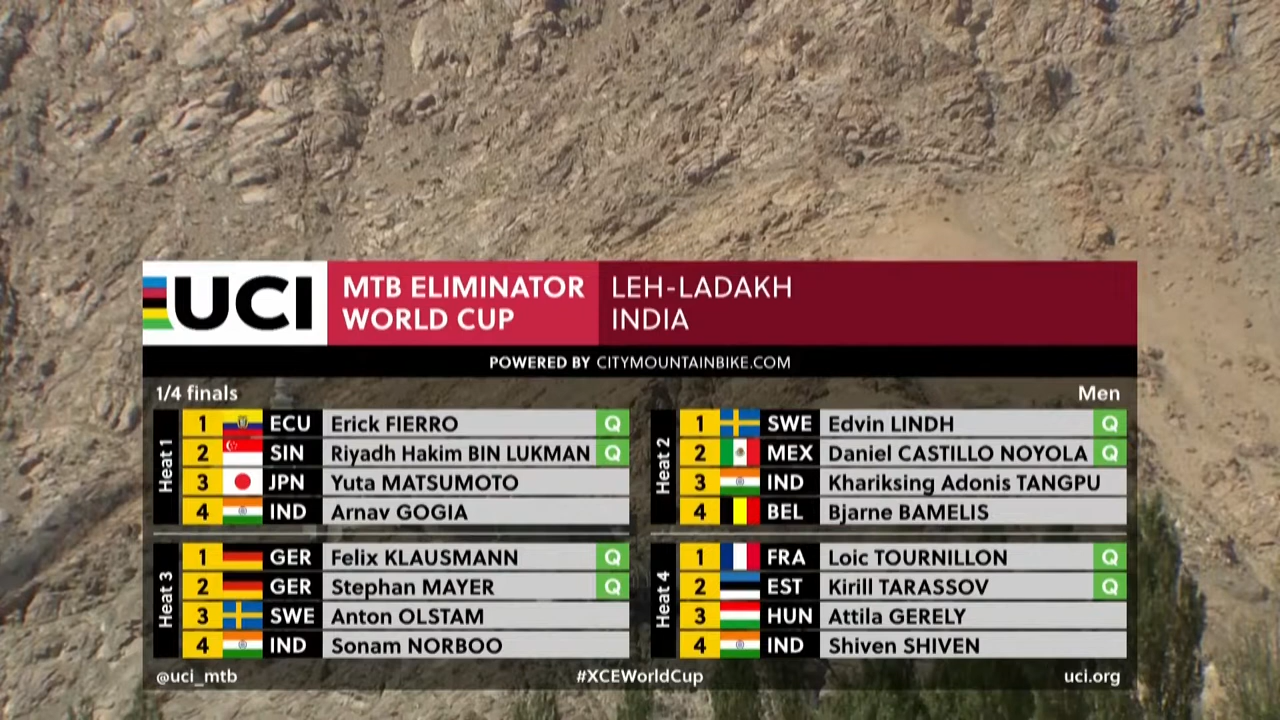 UCI
MTB ELIMINATOR
WORLD CUP
LEH-LADAKH
INDIA
POWERED BY CITYMOUNTAINBIKE.COM
1/4 finals
Men
Heat 1
1 ECU Erick FIERRO Q
2 SIN Riyadh Hakim BIN LUKMAN Q
3 JPN Yuta MATSUMOTO
4 IND Arnav GOGIA
Heat 2
1 SWE Edvin LINDH Q
2 MEX Daniel CASTILLO NOYOLA Q
3 IND Khariksing Adonis TANGPU
4 BEL Bjarne BAMELIS
Heat 3
1 GER Felix KLAUSMANN Q
2 GER Stephan MAYER Q
3 SWE Anton OLSTAM
4 IND Sonam NORBOO
Heat 4
1 FRA Loic TOURNILLON Q
2 EST Kirill TARASSOV Q
3 HUN Attila GERELY
4 IND Shiven SHIVEN
@uci_mtb
#XCEWorldCup
uci.org